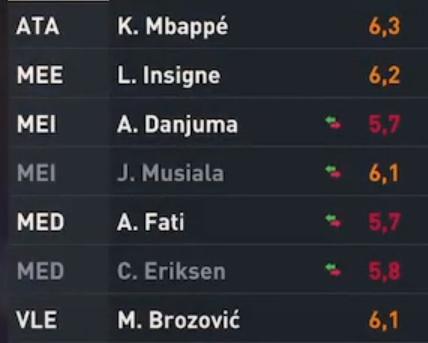 ATA K. Mbappé 6,3
MEE L. Insigne 6,2
MEI A. Danjuma 5,7
MEI J. Musiala 6,1
MED A. Fati 5,7
MED C. Eriksen 5,8
VLE M. Brozović 6,1